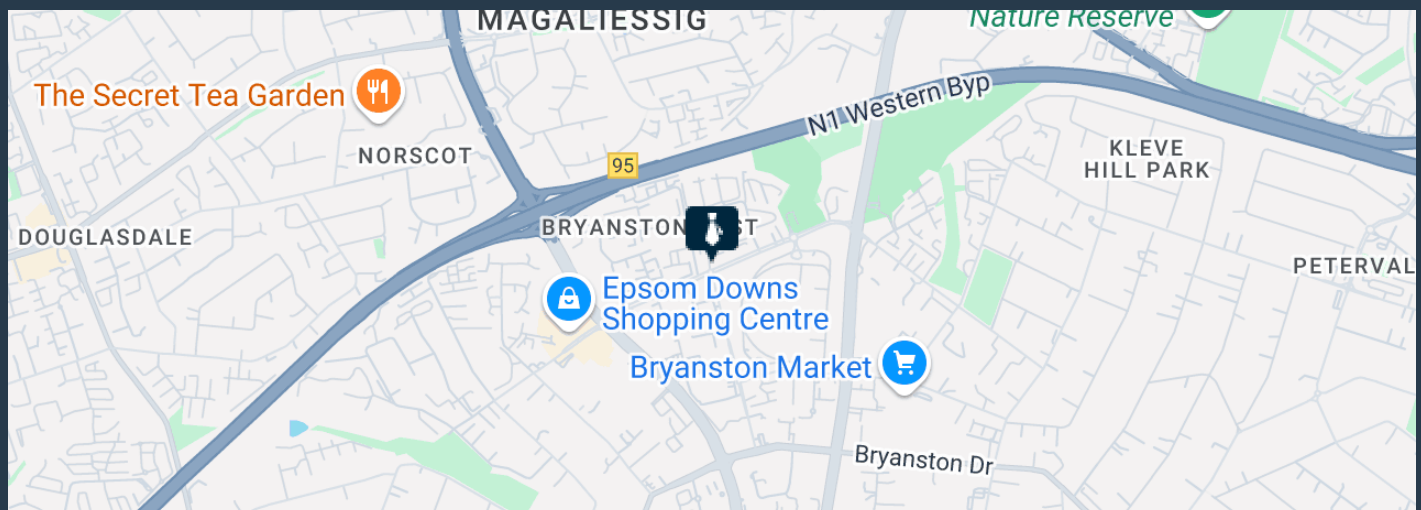 MAGALIESSIG
Nature Reserve
The Secret Tea Garden
N1 Western Byp
NORSCOT
95
KLEVE
HILL PARK
DOUGLASDALE
BRYANSTON ST
PETERVAL
Epsom Downs
Shopping Centre
Bryanston Market
Bryanston Dr